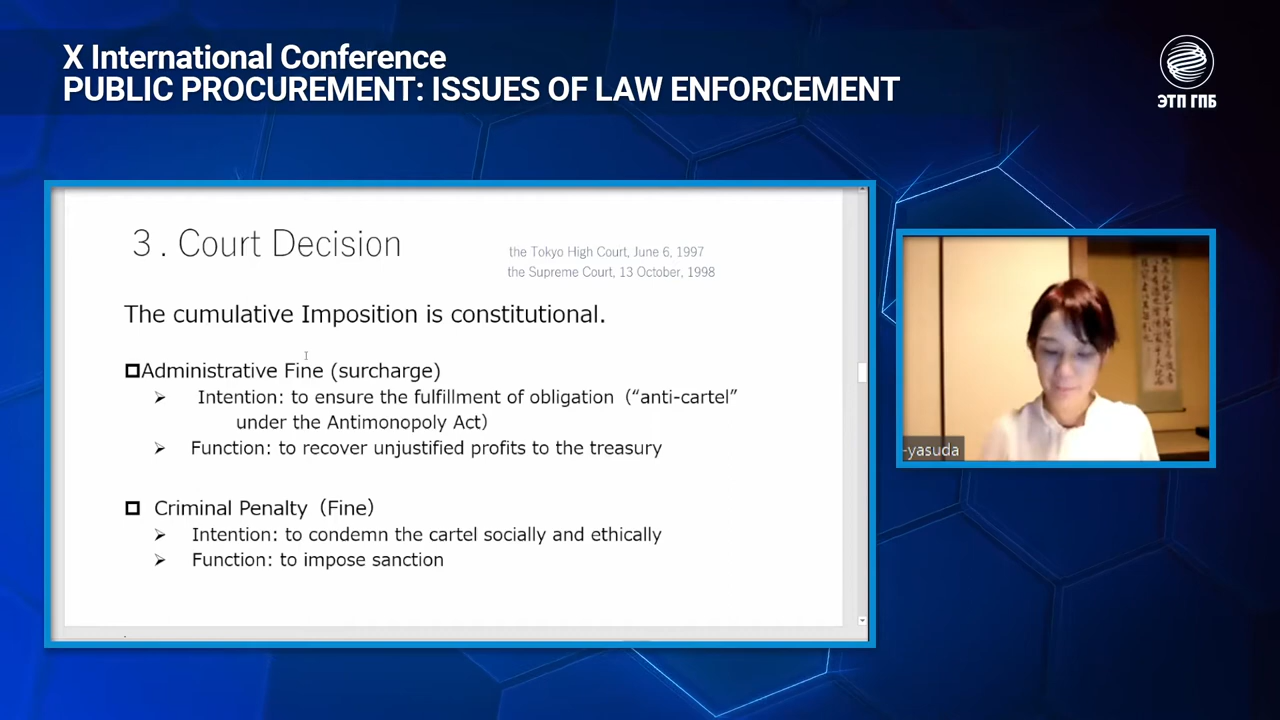 X International Conference
PUBLIC PROCUREMENT: ISSUES OF LAW ENFORCEMENT
ЭТП ГПБ
3. Court Decision
the Tokyo High Court, June 6, 1997
the Supreme Court, 13 October, 1998
The cumulative Imposition is constitutional.
Administrative Fine (surcharge)
Intention: to ensure the fulfillment of obligation (“anti-cartel”
under the Antimonopoly Act)
Function: to recover unjustified profits to the treasury
Criminal Penalty (Fine)
Intention: to condemn the cartel socially and ethically
Function: to impose sanction
-yasuda